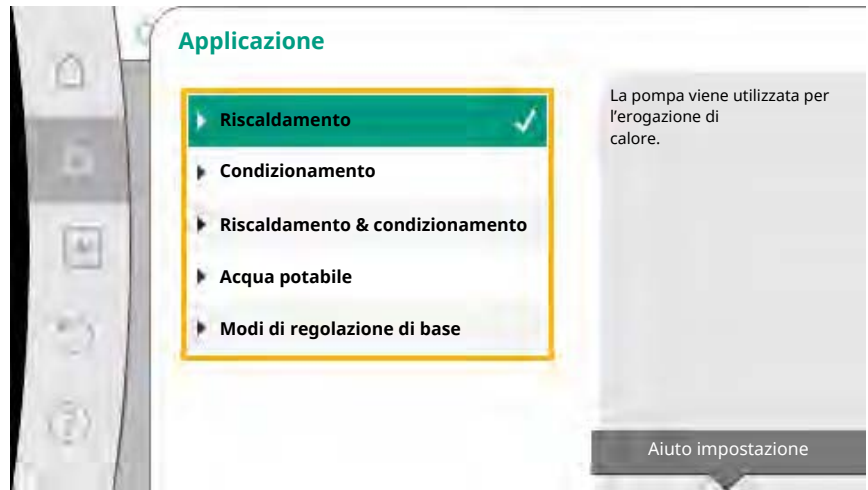 Applicazione
Riscaldamento
Condizionamento
Riscaldamento & condizionamento
Acqua potabile
Modi di regolazione di base
La pompa viene utilizzata per
l'erogazione di
calore.
Aiuto impostazione